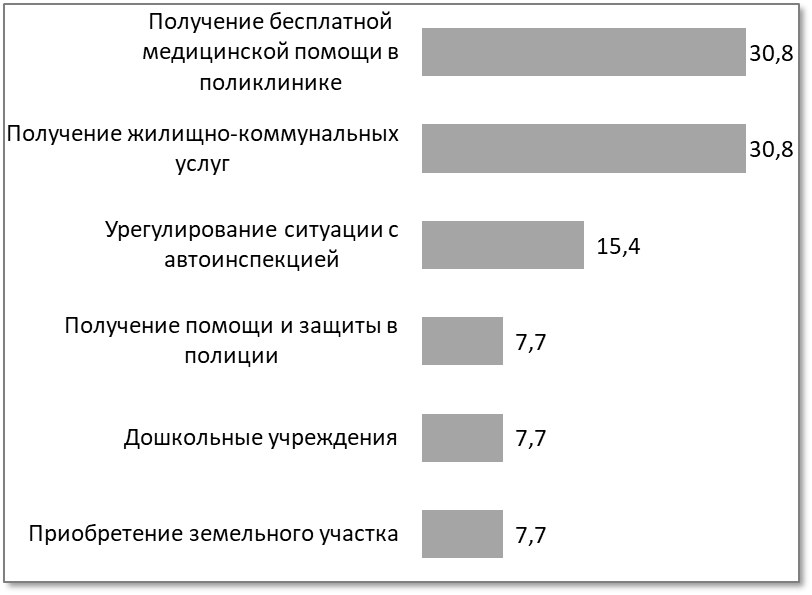 Получение бесплатной
медицинской помощи в
поликлинике
30,8
Получение жилищно-коммунальных
услуг
30,8
Урегулирование ситуации с
автоинспекцией
15,4
Получение помощи и защиты в
полиции
7,7
Дошкольные учреждения
7,7
Приобретение земельного участка
7,7